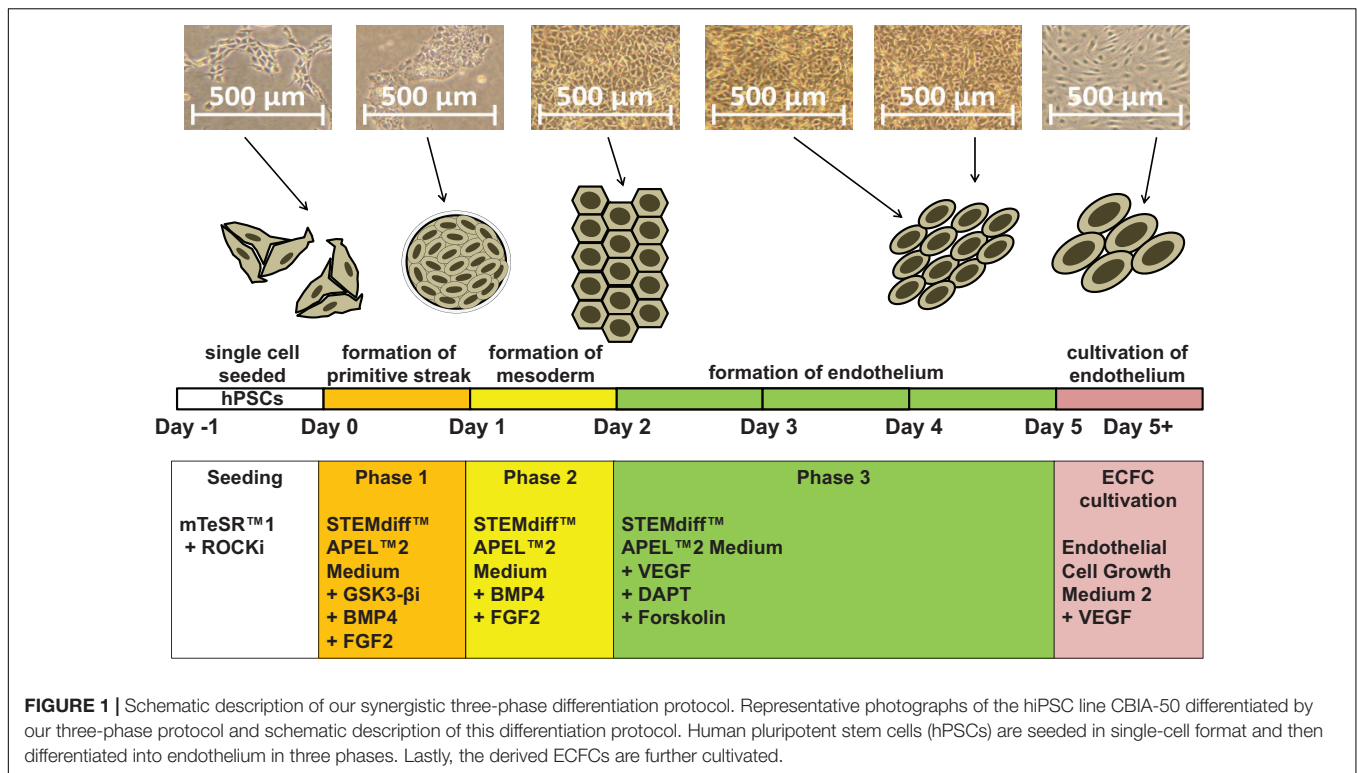 500 µm
500 µm
500 µm
500 µm
500 µm
500 µm
single cell
seeded
hPSCs
formation of
primitive streak
formation of
mesoderm
formation of endothelium
cultivation of
endothelium
Day -1
Day 0
Day 1
Day 2
Day 3
Day 4
Day 5
Day 5+
Seeding
mTeSR™1
+ ROCKi
Phase 1
STEMdiff™
APEL™2
Medium
+ GSK3-βi
+ BMP4
+ FGF2
Phase 2
STEMdiff™
APEL™2
Medium
+ BMP4
+ FGF2
Phase 3
STEMdiff™
APEL™2 Medium
+ VEGF
+ DAPT
+ Forskolin
ECFC
cultivation
Endothelial
Cell Growth
Medium 2
+ VEGF
FIGURE 1 | Schematic description of our synergistic three-phase differentiation protocol. Representative photographs of the hiPSC line CBIA-50 differentiated by
our three-phase protocol and schematic description of this differentiation protocol. Human pluripotent stem cells (hPSCs) are seeded in single-cell format and then
differentiated into endothelium in three phases. Lastly, the derived ECFCs are further cultivated.